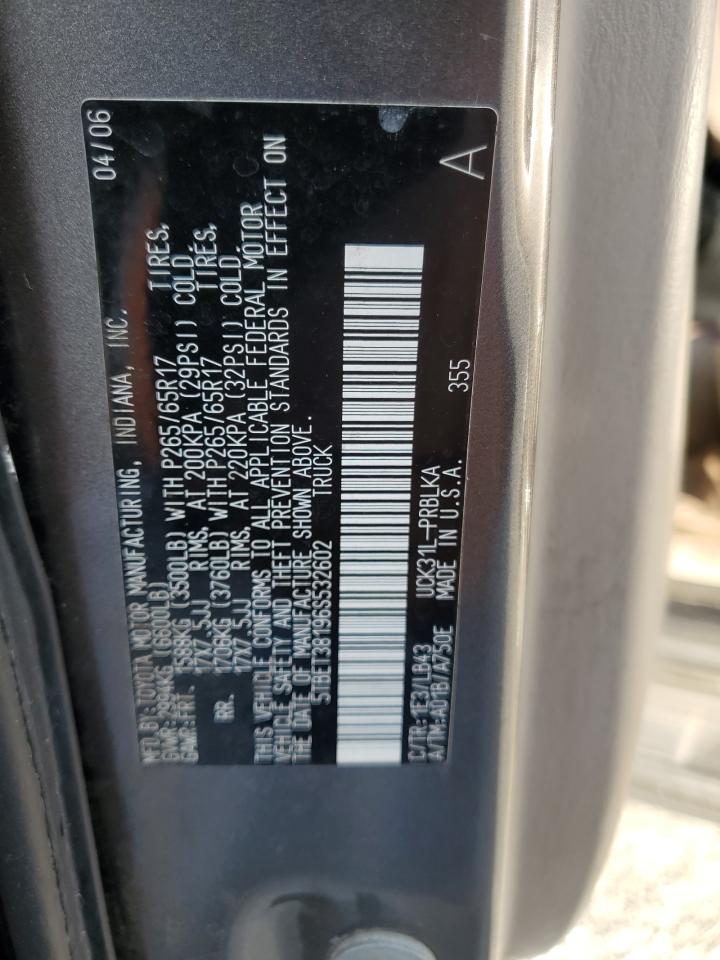 MFD.BY:TOYOTA MOTOR MANUFACTURING, INDIANA, INC. 04/06
GVWR:2994KG (6600LB)
GAWR:FRT. 1588KG (3500LB) WITH P265/65R17 TIRES,
17X7.5JJ RIMS, AT 200KPA (29PSI) COLD.
RR. 1706KG (3760LB) WITH P265/65R17 TIRES,
17X7.5JJ RIMS, AT 220KPA (32PSI) COLD.
THIS VEHICLE CONFORMS TO ALL APPLICABLE FEDERAL MOTOR
VEHICLE SAFETY AND THEFT PREVENTION STANDARDS IN EFFECT ON
THE DATE OF MANUFACTURE SHOWN ABOVE.
5TBET38196S532602 TRUCK
C/TR:1E3/LB43 UCK31L-PRBLKA 355
A/TM:A01B/A750E MADE IN U.S.A. A